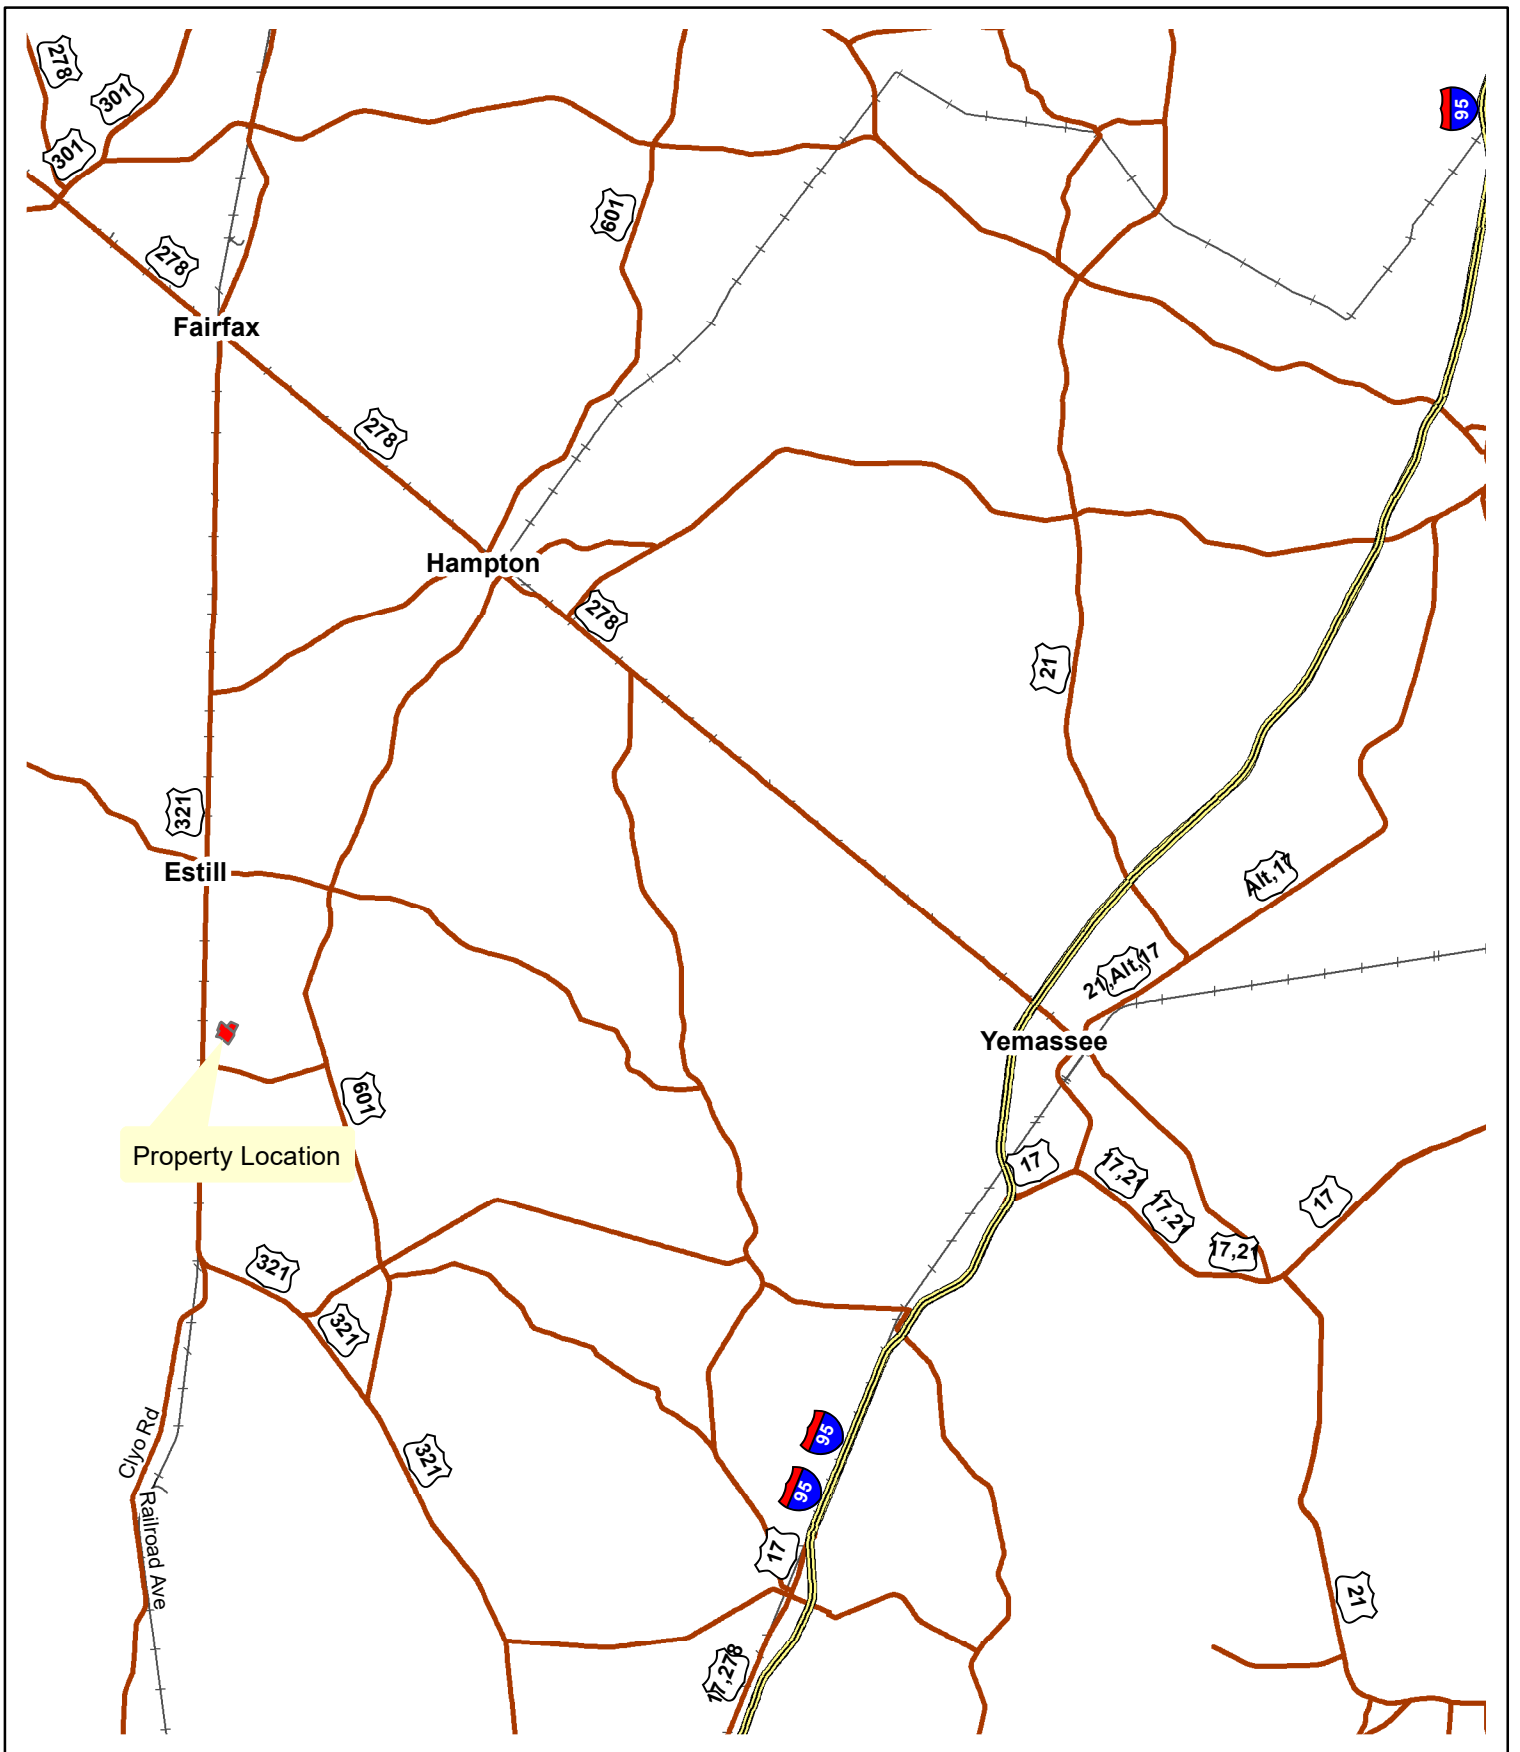 278
301
95
301
601
278
Fairfax
278
Hampton
278
21
321
Estill
Alt,17
21,Alt,17
Yemassee
601
Property Location
17
17,21
17
17,21
17,21
321
321
95
Clyo Rd
321
95
Railroad Ave
17
21
17,278